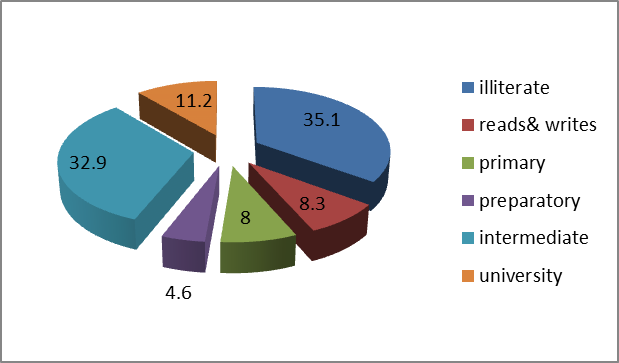 35.1
8.3
8
4.6
32.9
11.2
illiterate
reads& writes
primary
preparatory
intermediate
university